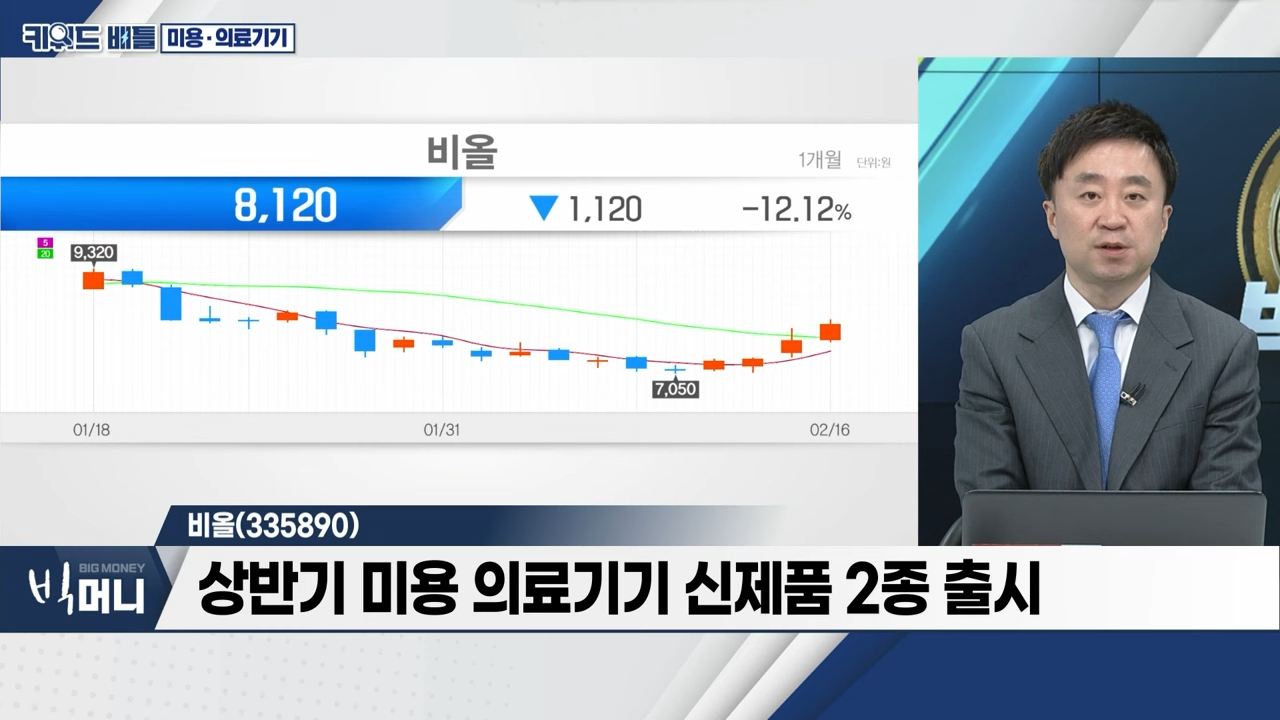 키워드 배틀 미용·의료기기
비올
1개월 단위:원
8,120 ▼ 1,120 -12.12%
5
20
9,320
7,050
01/18 01/31 02/16
비올(335890)
BIG MONEY
빅머니
상반기 미용 의료기기 신제품 2종 출시